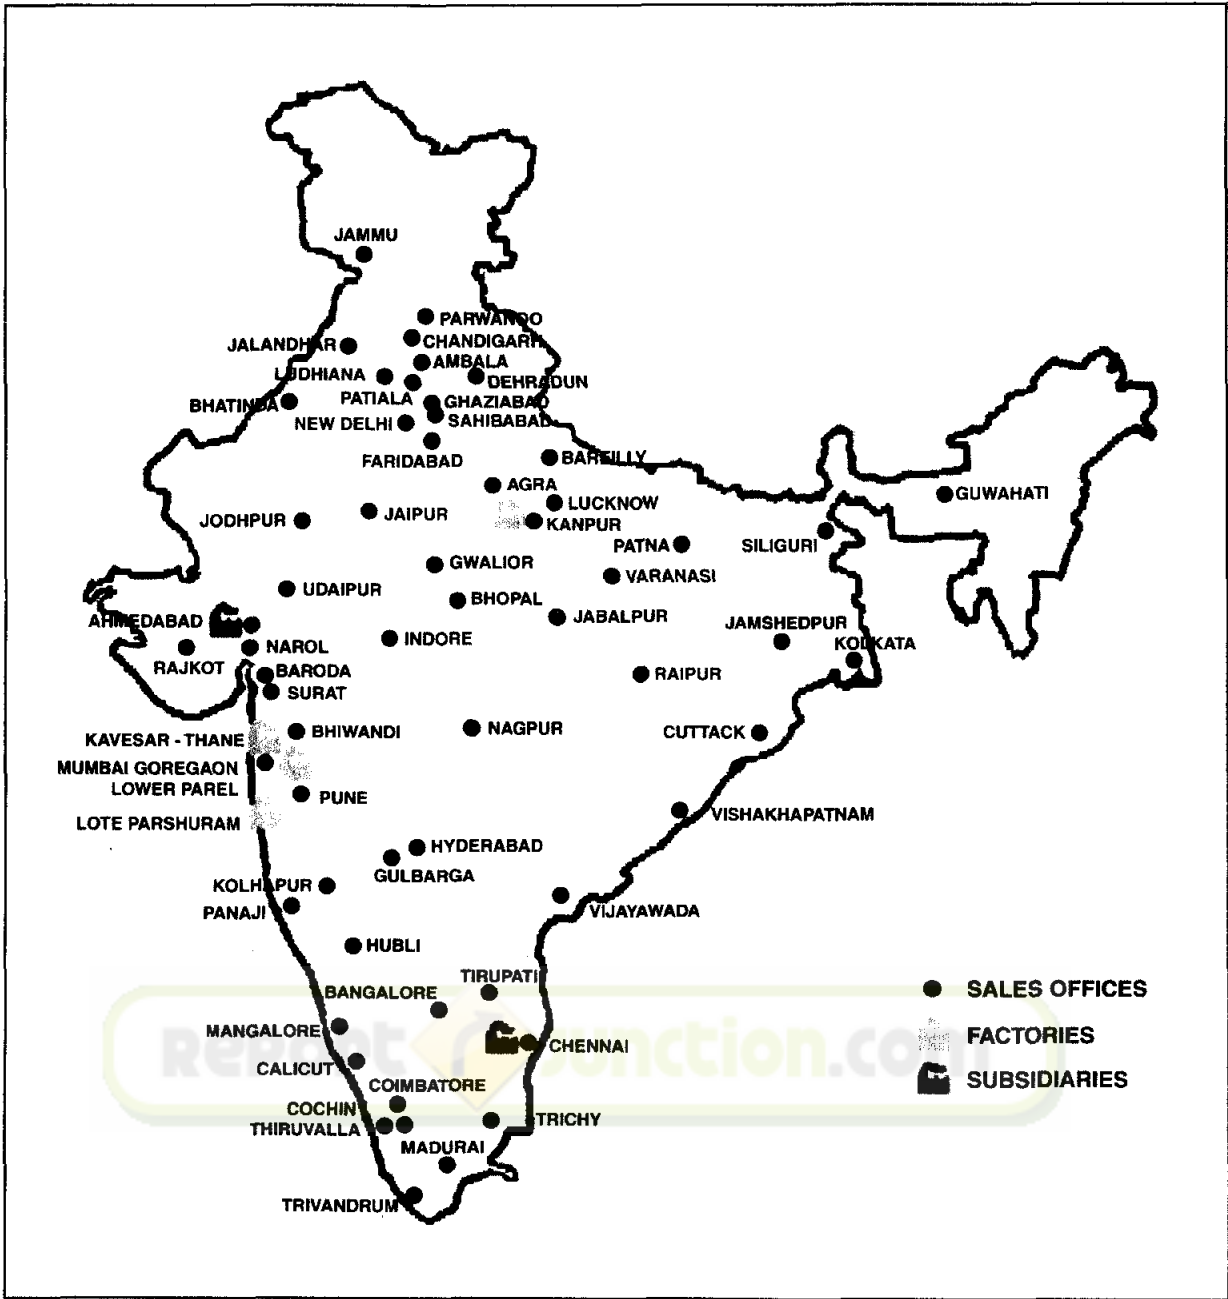 JAMMU
PARWANOO
CHANDIGARH
JALANDHAR
AMBALA
LUDHIANA
DEHRADUN
PATIALA
GHAZIABAD
BHATINDA
SAHIBABAD
NEW DELHI
FARIDABAD
BAREILLY
AGRA
GUWAHATI
LUCKNOW
JAIPUR
JODHPUR
KANPUR
PATNA
SILIGURI
GWALIOR
VARANASI
UDAIPUR
BHOPAL
JABALPUR
AHMEDABAD
JAMSHEDPUR
INDORE
KOLKATA
NAROL
RAJKOT
BARODA
RAIPUR
SURAT
BHIWANDI
NAGPUR
CUTTACK
KAVESAR - THANE
MUMBAI GOREGAON
LOWER PAREL
PUNE
VISHAKHAPATNAM
LOTE PARSHURAM
HYDERABAD
GULBARGA
KOLHAPUR
PANAJI
VIJAYAWADA
HUBLI
TIRUPATI
BANGALORE
SALES OFFICES
MANGALORE
FACTORIES
CHENNAI
REPORT JUNCTION.com
CALICUT
SUBSIDIARIES
COIMBATORE
COCHIN
TRICHY
THIRUVALLA
MADURAI
TRIVANDRUM